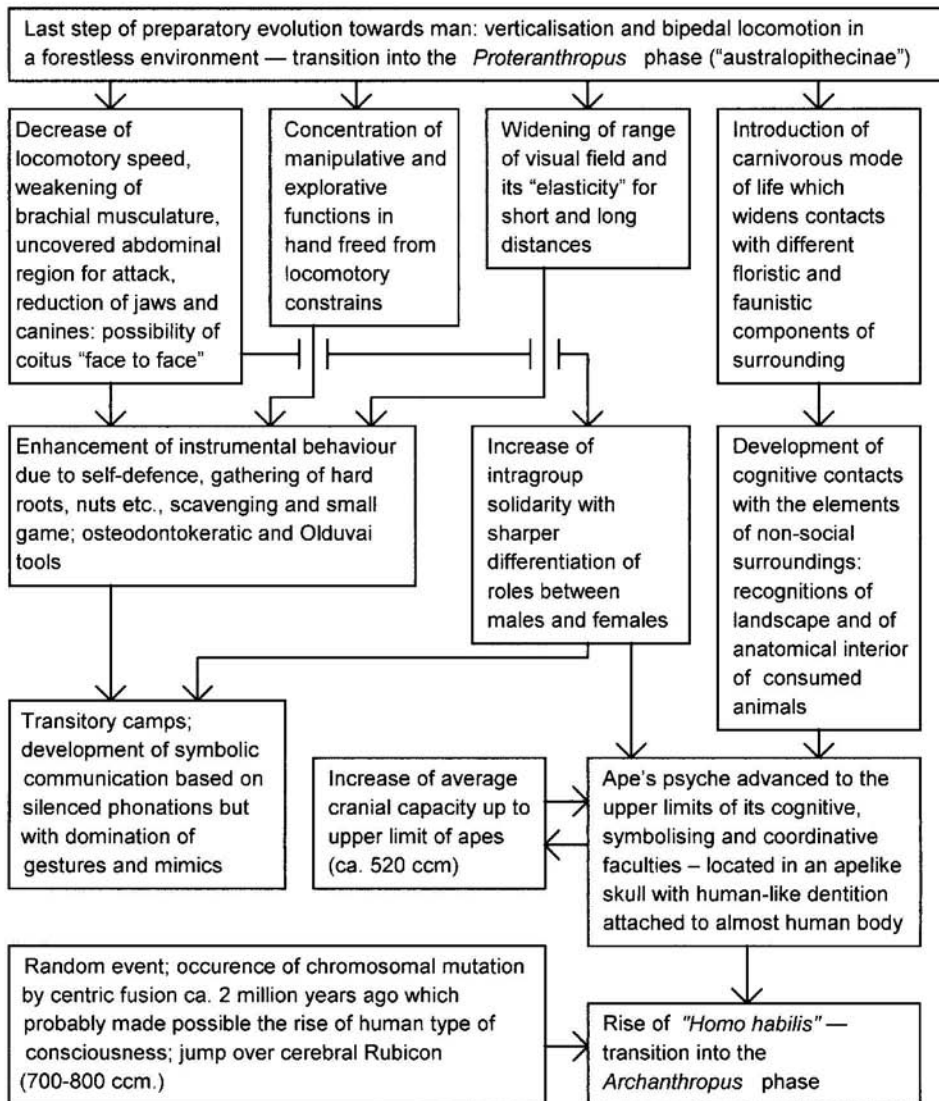 Last step of preparatory evolution towards man: verticalisation and bipedal locomotion in
a forestless environment — transition into the Proteranthropus phase (“australopithecinae”)
Decrease of
locomotory speed,
weakening of
brachial musculature,
uncovered abdominal
region for attack,
reduction of jaws and
canines: possibility of
coitus “face to face”
Concentration of
manipulative and
explorative
functions in
hand freed from
locomotory
constrains
Widening of range
of visual field and
its “elasticity” for
short and long
distances
Introduction of
carnivorous mode
of life which
widens contacts
with different
floristic and
faunistic
components of
surrounding
Enhancement of instrumental behaviour
due to self-defence, gathering of hard
roots, nuts etc., scavenging and small
game; osteodontokeratic and Olduvai
tools
Increase of
intragroup
solidarity with
sharper
differentiation of
roles between
males and females
Development of
cognitive contacts
with the elements
of non-social
surroundings:
recognitions of
landscape and of
anatomical interior
of consumed
animals
Transitory camps;
development of symbolic
communication based on
silenced phonations but
with domination of
gestures and mimics
Increase of average
cranial capacity up to
upper limit of apes
(ca. 520 ccm)
Ape's psyche advanced to the
upper limits of its cognitive,
symbolising and coordinative
faculties – located in an apelike
skull with human-like dentition
attached to almost human body
Random event; occurence of chromosomal mutation
by centric fusion ca. 2 million years ago which
probably made possible the rise of human type of
consciousness; jump over cerebral Rubicon
(700-800 ccm.)
Rise of "Homo habilis" —
transition into the
Archanthropus phase